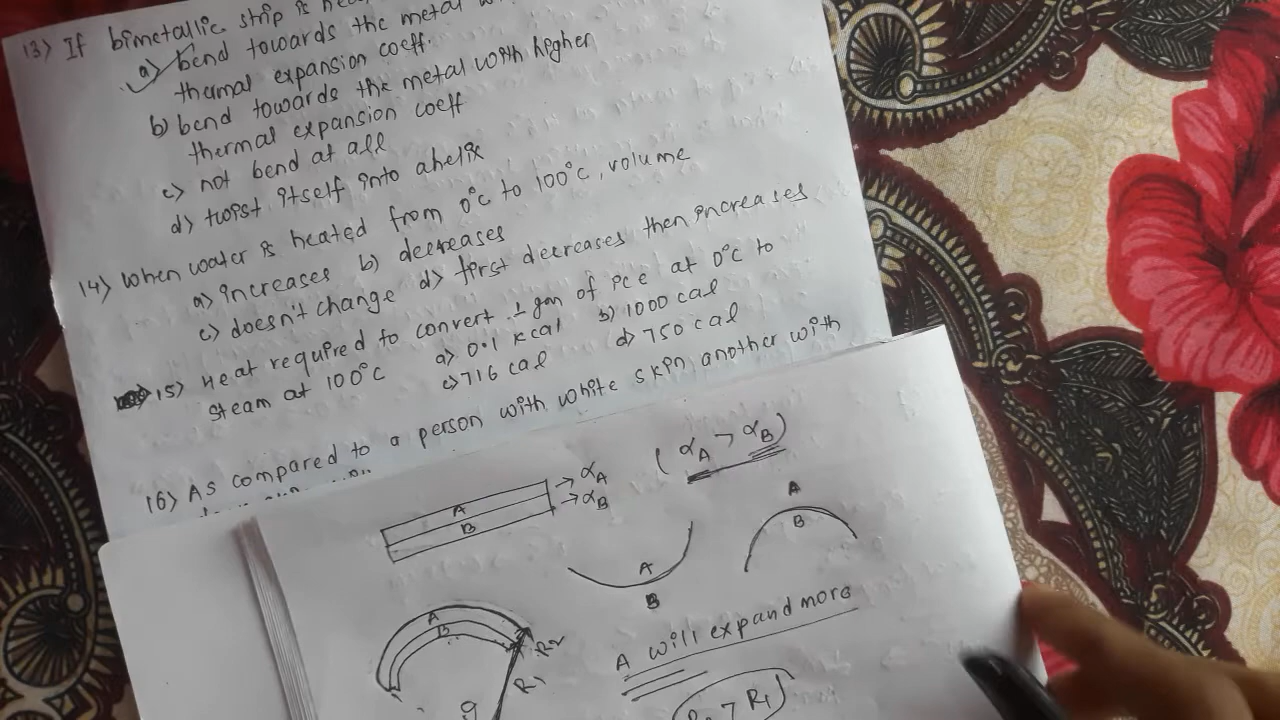 13) If bimetallic strip is
a) bend towards the metal
thermal expansion coeff.
b) bend towards the metal with higher
thermal expansion coeff
c) not bend at all
d) twist itself into a helix
14) When water is heated from 0°C to 100°C, volume
a) increases b) decreases
c) doesn't change d) first decreases then increases
15) Heat required to convert 1 gm of ice at 0°C to
steam at 100°C a) 0.1 kcal b) 1000 cal
c) 716 cal d) 750 cal
16) As compared to a person with white skin, another with
A → αA
B → αB
(αA > αB)
A
B
A
B
A
B
R2
R1
θ
A will expand more
> R1